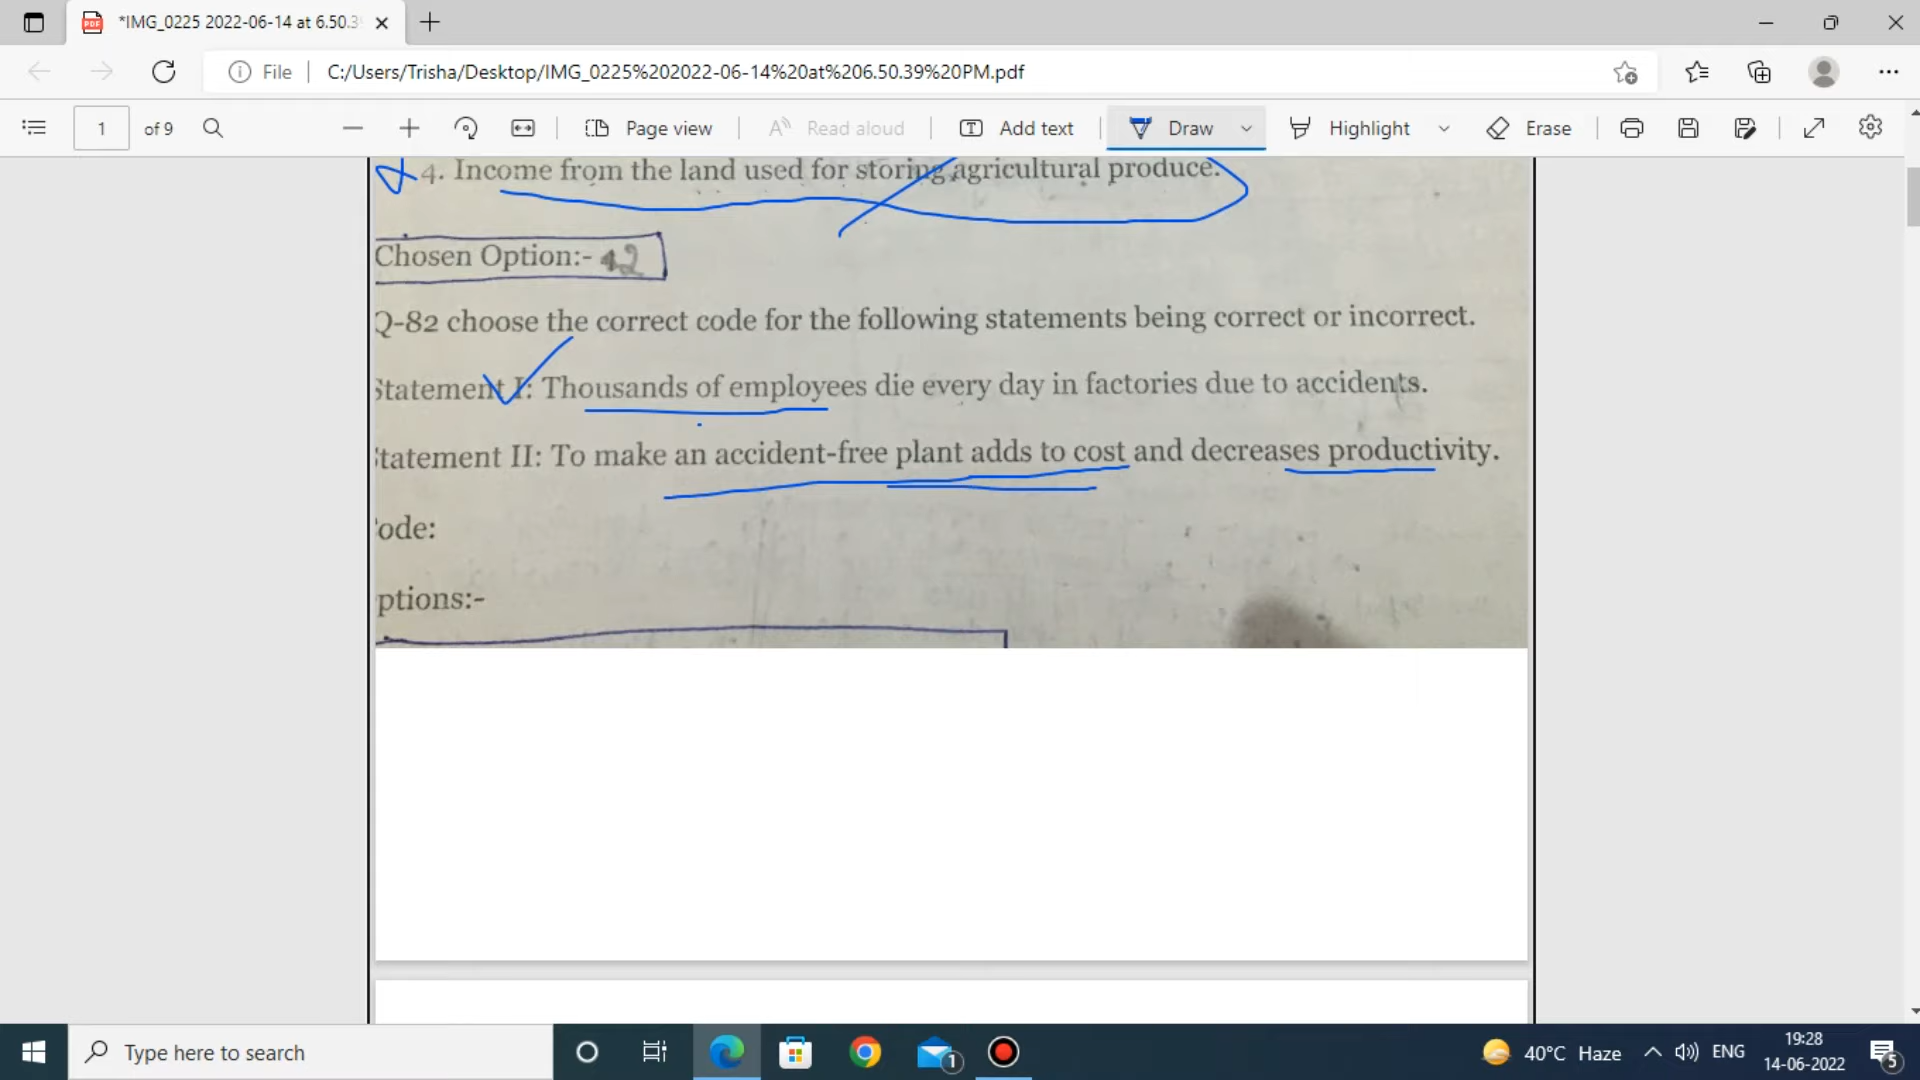 *IMG_0225 2022-06-14 at 6.50.3
File
C:/Users/Trisha/Desktop/IMG_0225%202022-06-14%20at%206.50.39%20PM.pdf
1 of 9
Page view
Read aloud
Add text
Draw
Highlight
Erase
4. Income from the land used for storing agricultural produce.
Chosen Option:- 42
Q-82 choose the correct code for the following statements being correct or incorrect.
Statement I: Thousands of employees die every day in factories due to accidents.
tatement II: To make an accident-free plant adds to cost and decreases productivity.
ode:
ptions:-
Type here to search
1
40°C Haze
ENG
19:28
14-06-2022
5